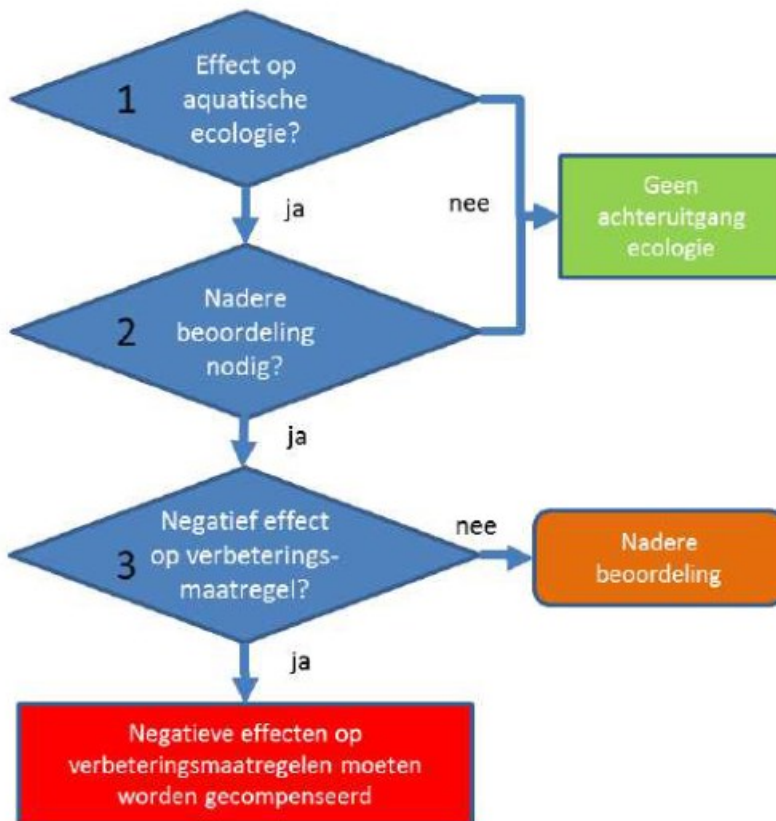 1
Effect op
aquatische
ecologie?
ja
nee
Geen
achteruitgang
ecologie
2
Nadere
beoordeling
nodig?
ja
3
Negatief effect
op verbeterings-
maatregel?
nee
Nadere
beoordeling
ja
Negatieve effecten op
verbeteringsmaatregelen moeten
worden gecompenseerd